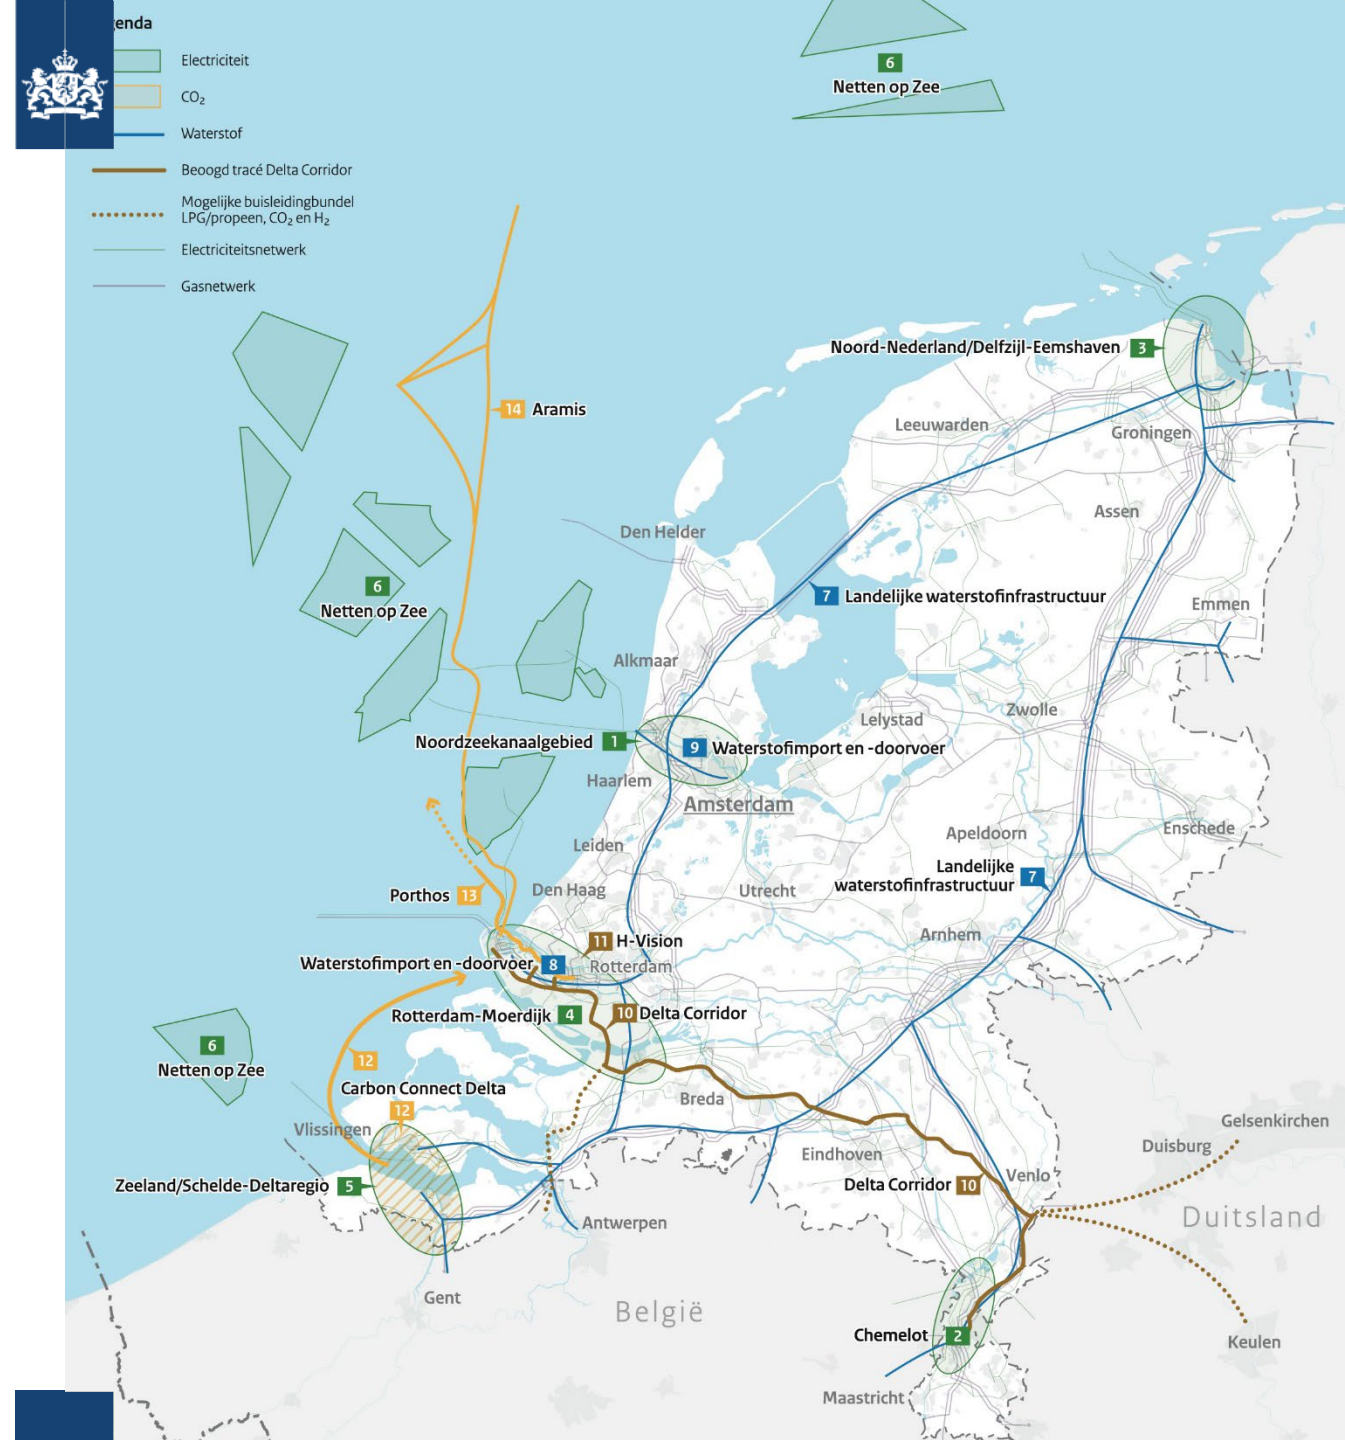 enda
Electriciteit
CO₂
Waterstof
Beoogd tracé Delta Corridor
Mogelijke buisleidingbundel
LPG/propeen, CO₂ en H₂
Electriciteitsnetwerk
Gasnetwerk
6
Netten op Zee
Noord-Nederland/Delfzijl-Eemshaven 3
14 Aramis
Leeuwarden
Groningen
Assen
Den Helder
6
Netten op Zee
7 Landelijke waterstofinfrastructuur
Emmen
Alkmaar
Zwolle
Lelystad
Noordzeekanaalgebied 1
9 Waterstofimport en -doorvoer
Haarlem
Amsterdam
Apeldoorn
Enschede
Leiden
Landelijke
waterstofinfrastructuur 7
Den Haag
Utrecht
Porthos 13
Arnhem
11 H-Vision
Waterstofimport en -doorvoer 8
Rotterdam
Rotterdam-Moerdijk 4
10 Delta Corridor
6
Netten op Zee
12
Carbon Connect Delta
12
Breda
Vlissingen
Gelsenkirchen
Duisburg
Eindhoven
Venlo
Zeeland/Schelde-Deltaregio 5
Delta Corridor 10
Antwerpen
Duitsland
Gent
België
Chemelot 2
Keulen
Maastricht